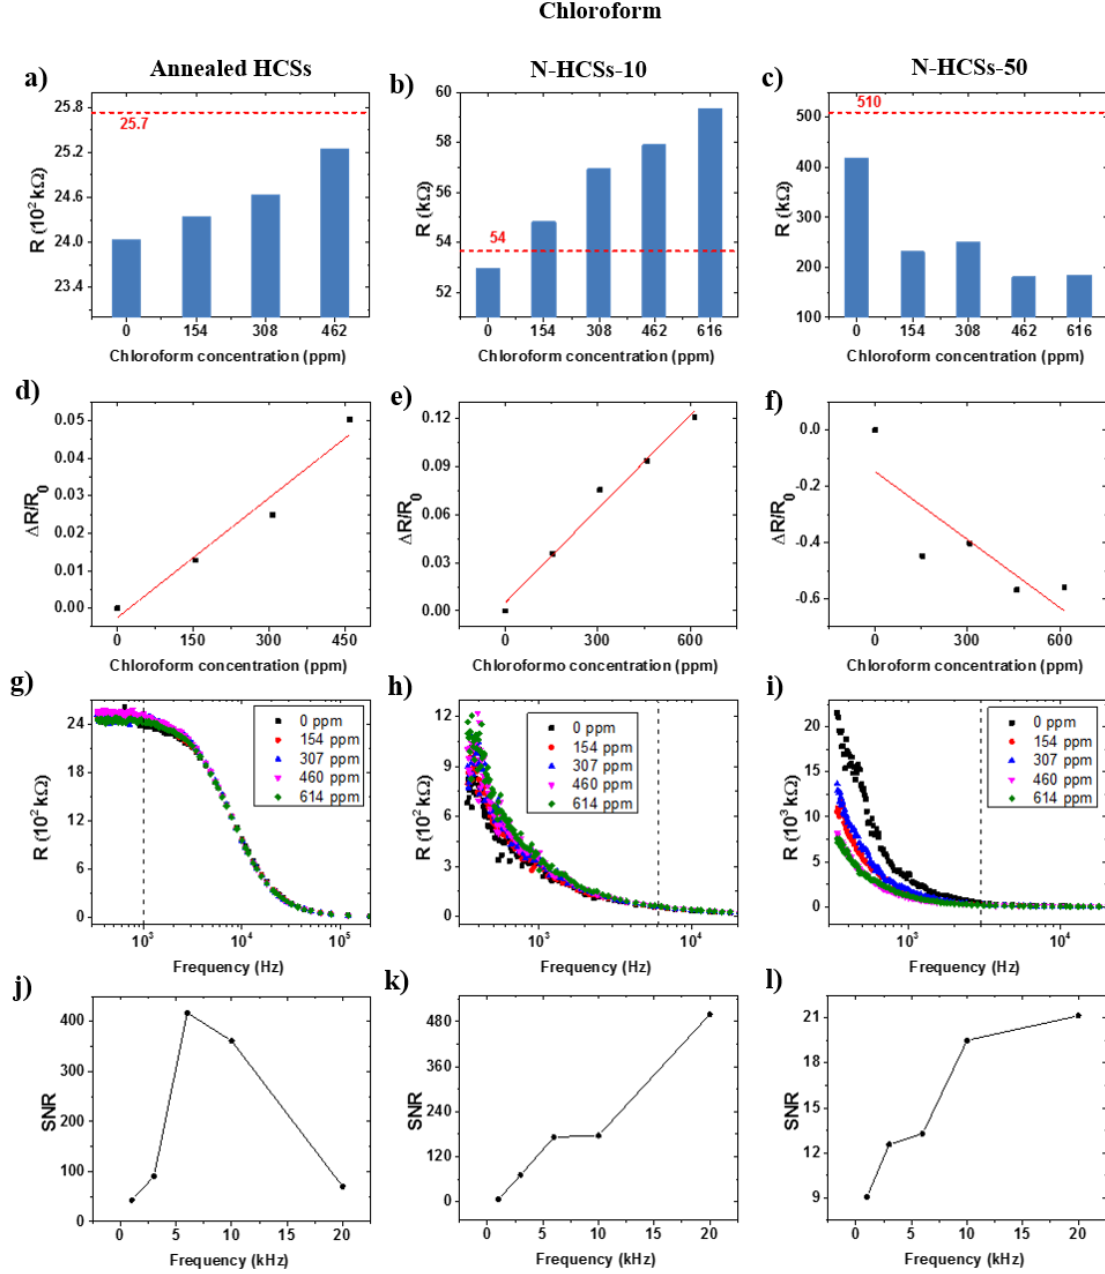 Chloroform
a) Annealed HCSs
b) N-HCSs-10
c) N-HCSs-50
25.8
25.2
24.6
24.0
23.4
25.7
R (10² kΩ)
0 154 308 462
Chloroform concentration (ppm)
60
58
56
54
52
54
R (kΩ)
0 154 308 462 616
Chloroform concentration (ppm)
500
400
300
200
100
510
R (kΩ)
0 154 308 462 616
Chloroform concentration (ppm)
d)
0.05
0.04
0.03
0.02
0.01
0.00
ΔR/R₀
0 150 300 450
Chloroform concentration (ppm)
e)
0.12
0.09
0.06
0.03
0.00
ΔR/R₀
0 300 600
Chloroformo concentration (ppm)
f)
0.0
-0.2
-0.4
-0.6
ΔR/R₀
0 300 600
Chloroform concentration (ppm)
g)
24
18
12
6
0
R (10² kΩ)
0 ppm
154 ppm
307 ppm
460 ppm
614 ppm
10³ 10⁴ 10⁵
Frequency (Hz)
h)
12
9
6
3
0
R (10² kΩ)
0 ppm
154 ppm
307 ppm
460 ppm
614 ppm
10³ 10⁴
Frequency (Hz)
i)
20
15
10
5
0
R (10³ kΩ)
0 ppm
154 ppm
307 ppm
460 ppm
614 ppm
10³ 10⁴
Frequency (Hz)
j)
400
300
200
100
0
SNR
0 5 10 15 20
Frequency (kHz)
k)
480
360
240
120
0
SNR
0 5 10 15 20
Frequency (kHz)
l)
21
18
15
12
9
SNR
0 5 10 15 20
Frequency (kHz)